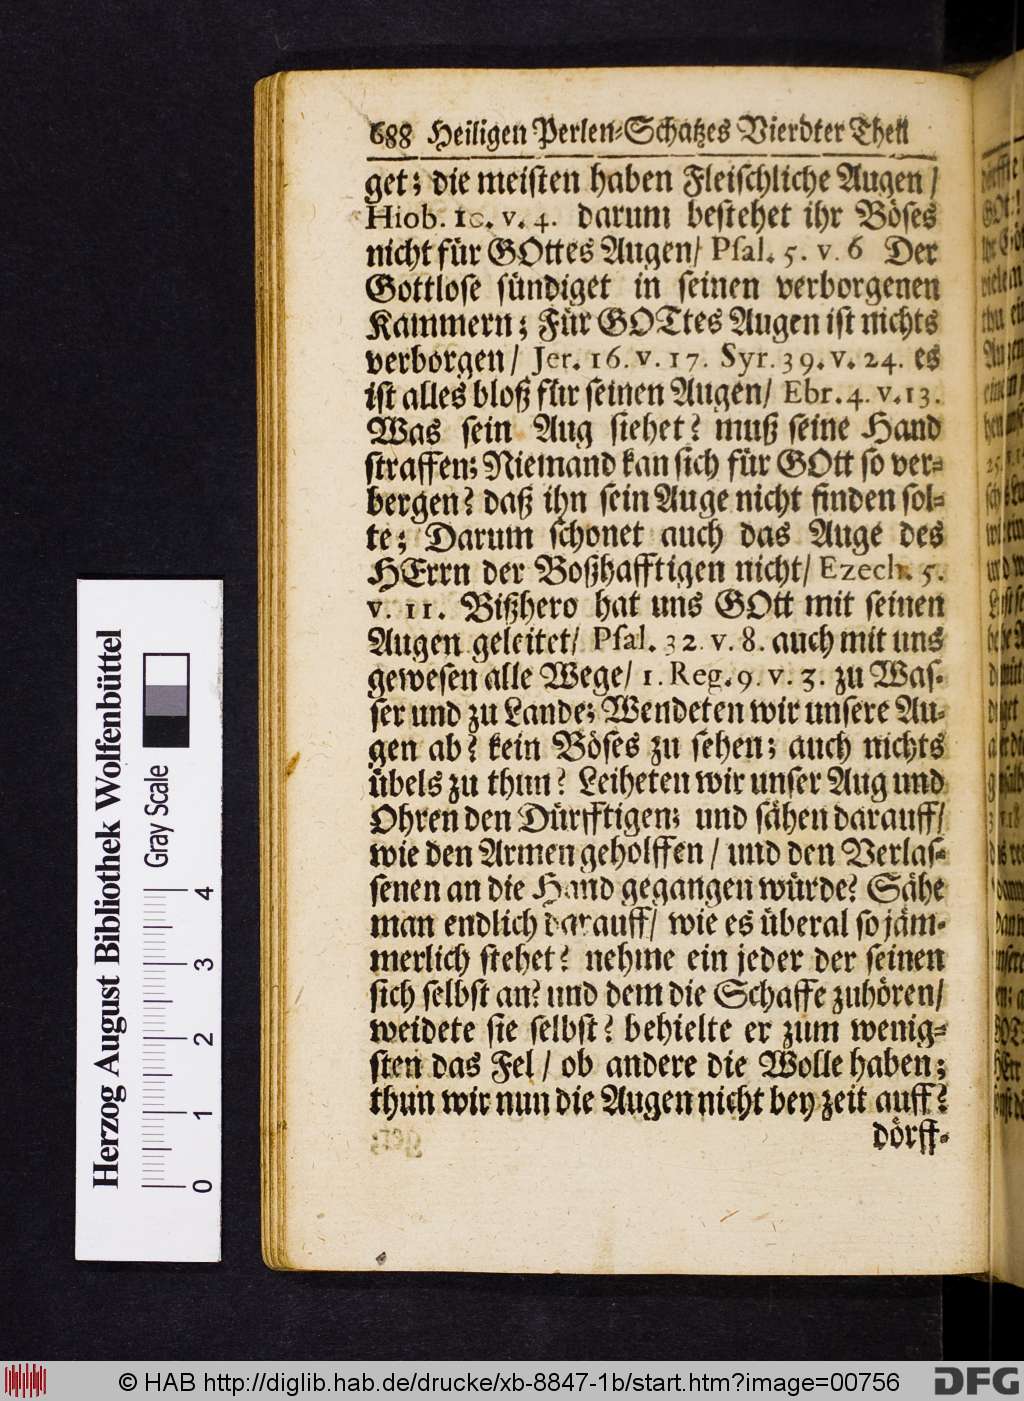 688 Heiligen Perlen-Schatzes Vierdter Theil
get; die meisten haben Fleischliche Augen /
Hiob. 10. v. 4. darum bestehet ihr Böses
nicht für GOttes Augen/ Psal. 5. v. 6 Der
Gottlose sündiget in seinen verborgenen
Kammern; Für GOTtes Augen ist nichts
verborgen / Jer. 16. v. 17. Syr. 39. v. 24. es
ist alles bloß für seinen Augen/ Ebr. 4. v. 13.
Was sein Aug siehet? muß seine Hand
straffen; Niemand kan sich für GOtt so ver-
bergen? daß ihn sein Auge nicht finden sol-
te; Darum schonet auch das Auge des
HErrn der Boßhafftigen nicht/ Ezech. 5.
v. 11. Bißhero hat uns GOtt mit seinen
Augen geleitet/ Psal. 32. v. 8. auch mit uns
gewesen alle Wege/ 1. Reg. 9. v. 3. zu Was-
ser und zu Lande; Wendeten wir unsere Au-
gen ab? kein Böses zu sehen; auch nichts
übels zu thun? Leiheten wir unser Aug und
Ohren den Dürfftigen; und sähen darauff/
wie den Armen geholffen / und den Verlas-
senen an die Hand gegangen würde? Sähe
man endlich darauff/ wie es überal so jäm-
merlich stehet? nehme ein jeder der seinen
sich selbst an? und dem die Schaffe zuhören/
weidete sie selbst? behielte er zum wenig-
sten das Fel / ob andere die Wolle haben;
thun wir nun die Augen nicht bey zeit auff?
dörff-
Herzog August Bibliothek Wolfenbüttel
Gray Scale
0 1 2 3 4
© HAB http://diglib.hab.de/drucke/xb-8847-1b/start.htm?image=00756
DFG